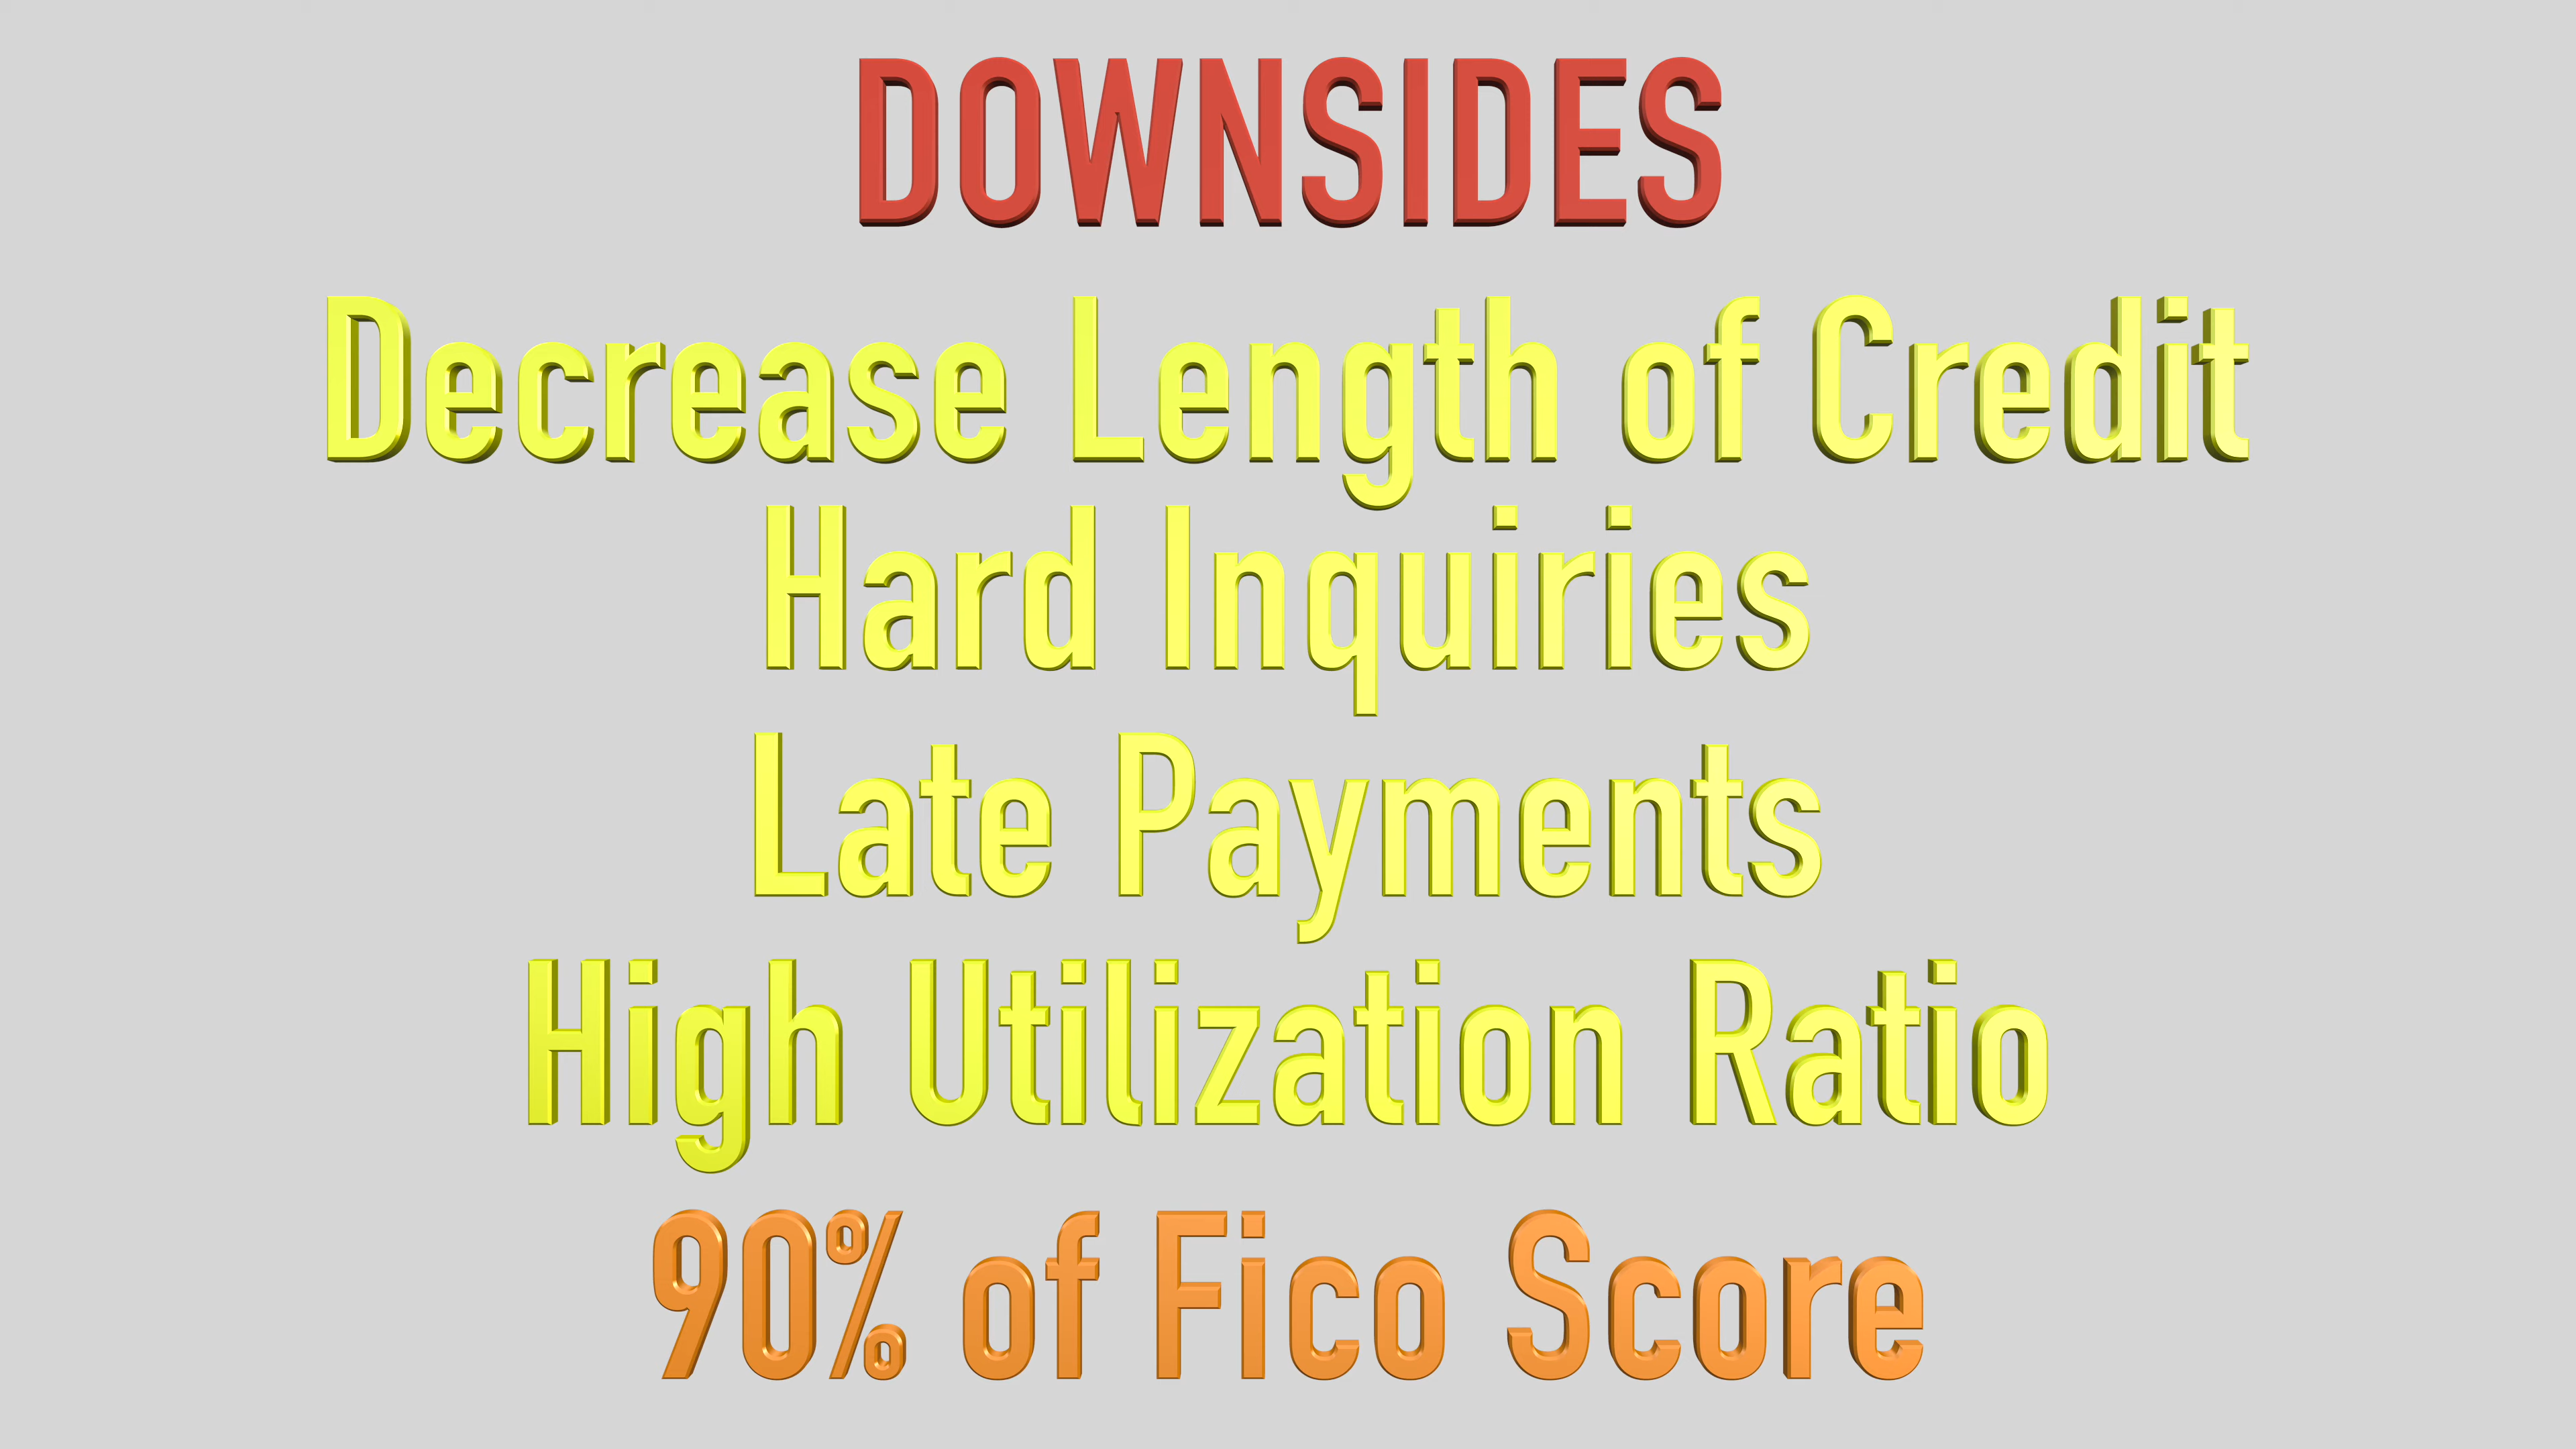 DOWNSIDES
Decrease Length of Credit
Hard Inquiries
Late Payments
High Utilization Ratio
90% of Fico Score